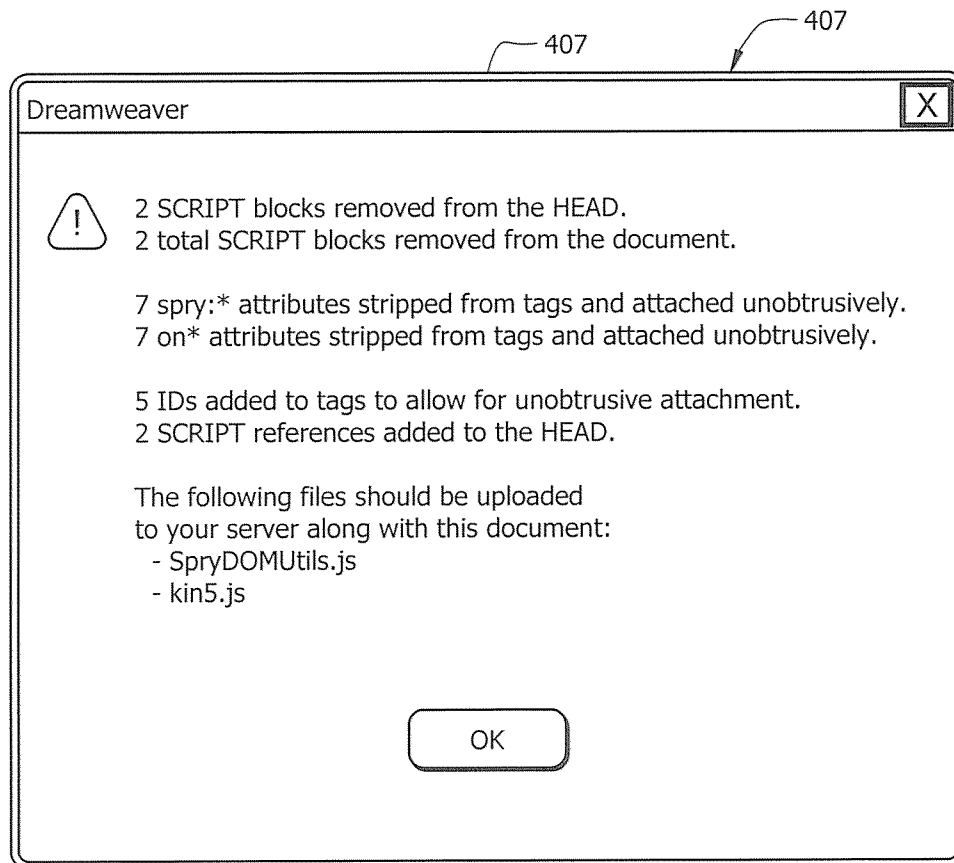 407
407
Dreamweaver
X
!
2 SCRIPT blocks removed from the HEAD.
2 total SCRIPT blocks removed from the document.
7 spry:* attributes stripped from tags and attached unobtrusively.
7 on* attributes stripped from tags and attached unobtrusively.
5 IDs added to tags to allow for unobtrusive attachment.
2 SCRIPT references added to the HEAD.
The following files should be uploaded
to your server along with this document:
- SpryDOMUtils.js
- kin5.js
OK